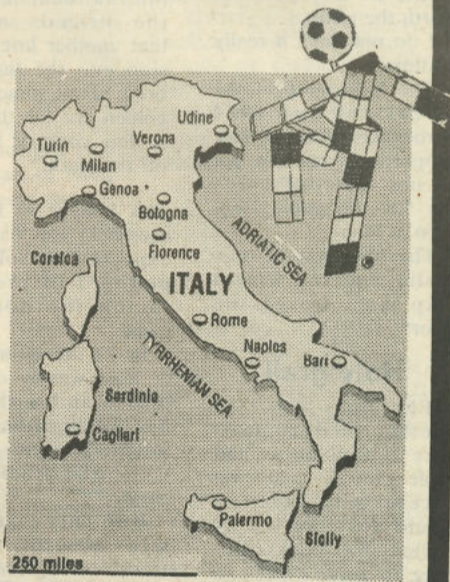 Udine
Turin
Verona
Milan
Genoa
Bologna
Florence
Corsica
ADRIATIC SEA
ITALY
Rome
Naples
Bari
TYRRHENIAN SEA
Sardinia
Cagliari
Palermo
Sicily
250 miles